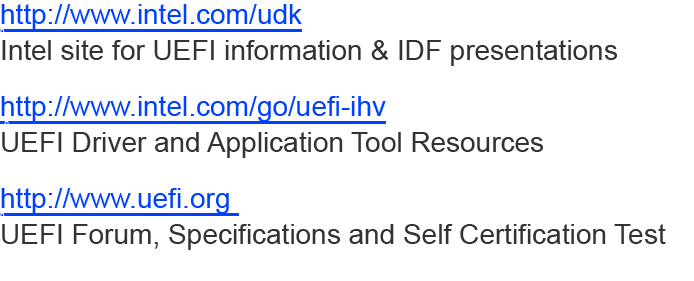 http://www.intel.com/udk
Intel site for UEFI information & IDF presentations
http://www.intel.com/go/uefi-ihv
UEFI Driver and Application Tool Resources
http://www.uefi.org
UEFI Forum, Specifications and Self Certification Test